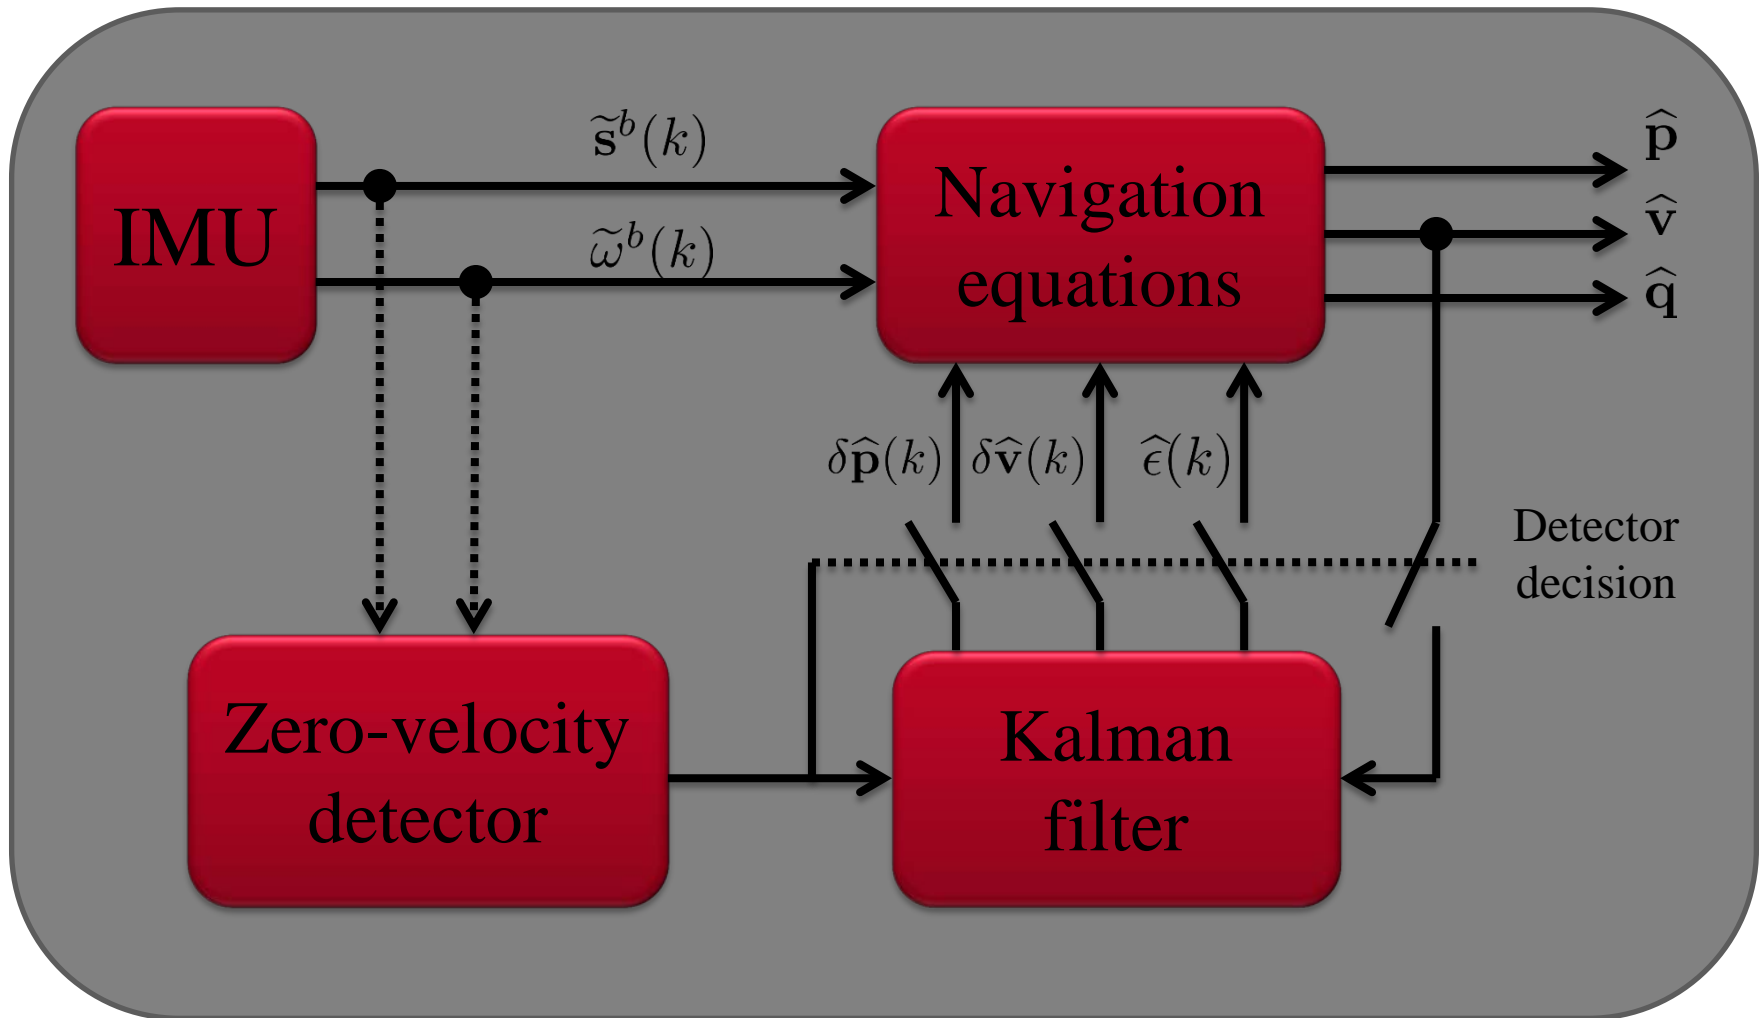 IMU
s̃ᵇ(k)
ω̃ᵇ(k)
Navigation
equations
p̂
v̂
q̂
δp̂(k)
δv̂(k)
ϵ̂(k)
Detector
decision
Zero-velocity
detector
Kalman
filter